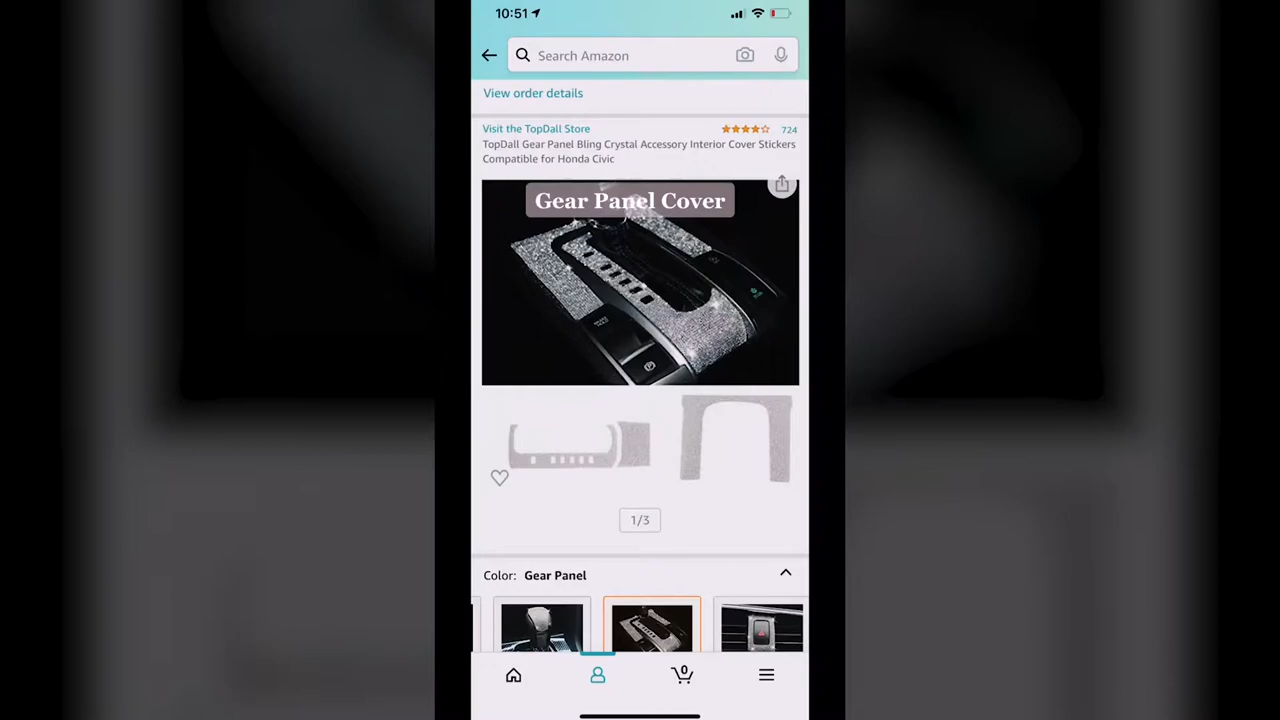 10:51
Search Amazon
View order details
Visit the TopDall Store
724
TopDall Gear Panel Bling Crystal Accessory Interior Cover Stickers
Compatible for Honda Civic
Gear Panel Cover
1/3
Color: Gear Panel
0